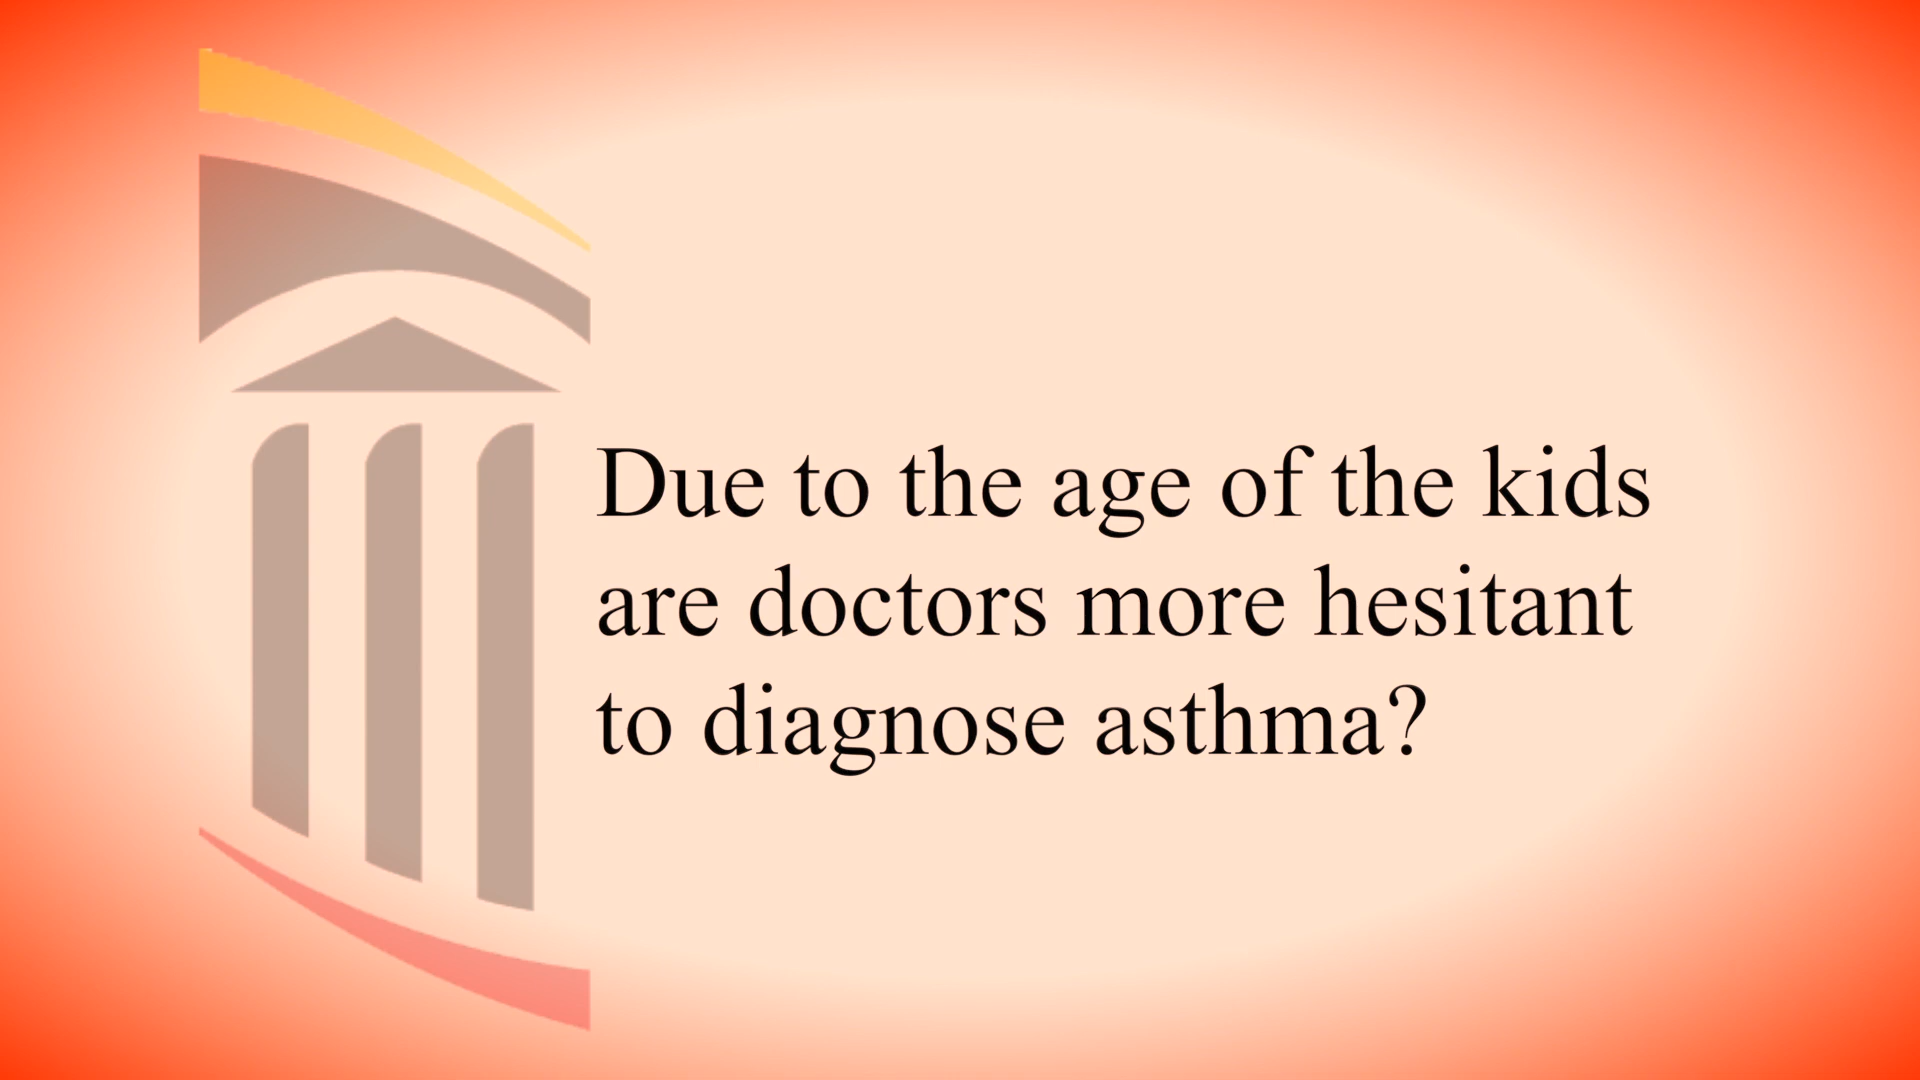 Due to the age of the kids
are doctors more hesitant
to diagnose asthma?